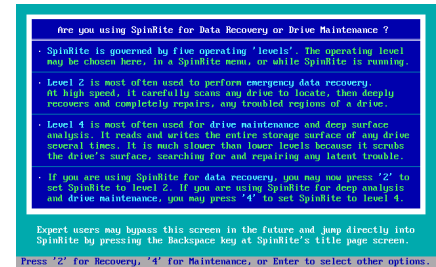 Are you using SpinRite for Data Recovery or Drive Maintenance ?
· SpinRite is governed by five operating 'levels'. The operating level
may be chosen here, in a SpinRite menu, or while SpinRite is running.
· Level 2 is most often used to perform emergency data recovery.
At high speed, it carefully scans any drive to locate, then deeply
recovers and completely repairs, any troubled regions of a drive.
· Level 4 is most often used for drive maintenance and deep surface
analysis. It reads and writes the entire storage surface of any drive
several times. It is much slower than lower levels because it scrubs
the drive's surface, searching for and repairing any latent trouble.
· If you are using SpinRite for data recovery, you may now press '2' to
set SpinRite to level 2. If you are using SpinRite for deep analysis
and drive maintenance, you may press '4' to set SpinRite to level 4.
Expert users may bypass this screen in the future and jump directly into
SpinRite by pressing the Backspace key at SpinRite's title page screen.
Press '2' for Recovery, '4' for Maintenance, or Enter to select other options.